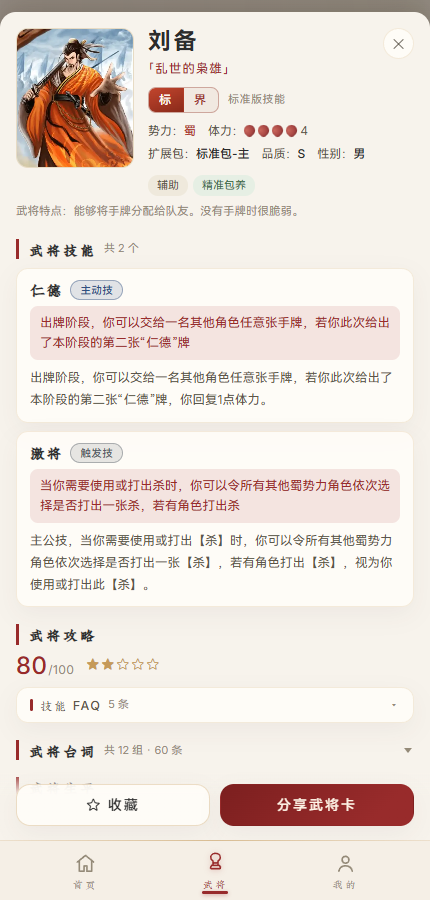 刘备
「乱世的枭雄」
标 界 标准版技能
势力: 蜀 体力: 4
扩展包: 标准包-主 品质: S 性别: 男
辅助 精准包养
武将特点: 能够将手牌分配给队友。没有手牌时很脆弱。
武将技能 共 2 个
仁德 主动技
出牌阶段，你可以交给一名其他角色任意张手牌，若你此次给出
了本阶段的第二张“仁德”牌
出牌阶段，你可以交给一名其他角色任意张手牌，若你此次给出了
本阶段的第二张“仁德”牌，你回复1点体力。
激将 触发技
当你需要使用或打出杀时，你可以令所有其他蜀势力角色依次选
择是否打出一张杀，若有角色打出杀
主公技，当你需要使用或打出【杀】时，你可以令所有其他蜀势力
角色依次选择是否打出一张【杀】，若有角色打出【杀】，视为你
使用或打出此【杀】。
武将攻略
80/100
技能 FAQ 5 条
武将台词 共 12 组 · 60 条
收藏 分享武将卡
首页 武将 我的